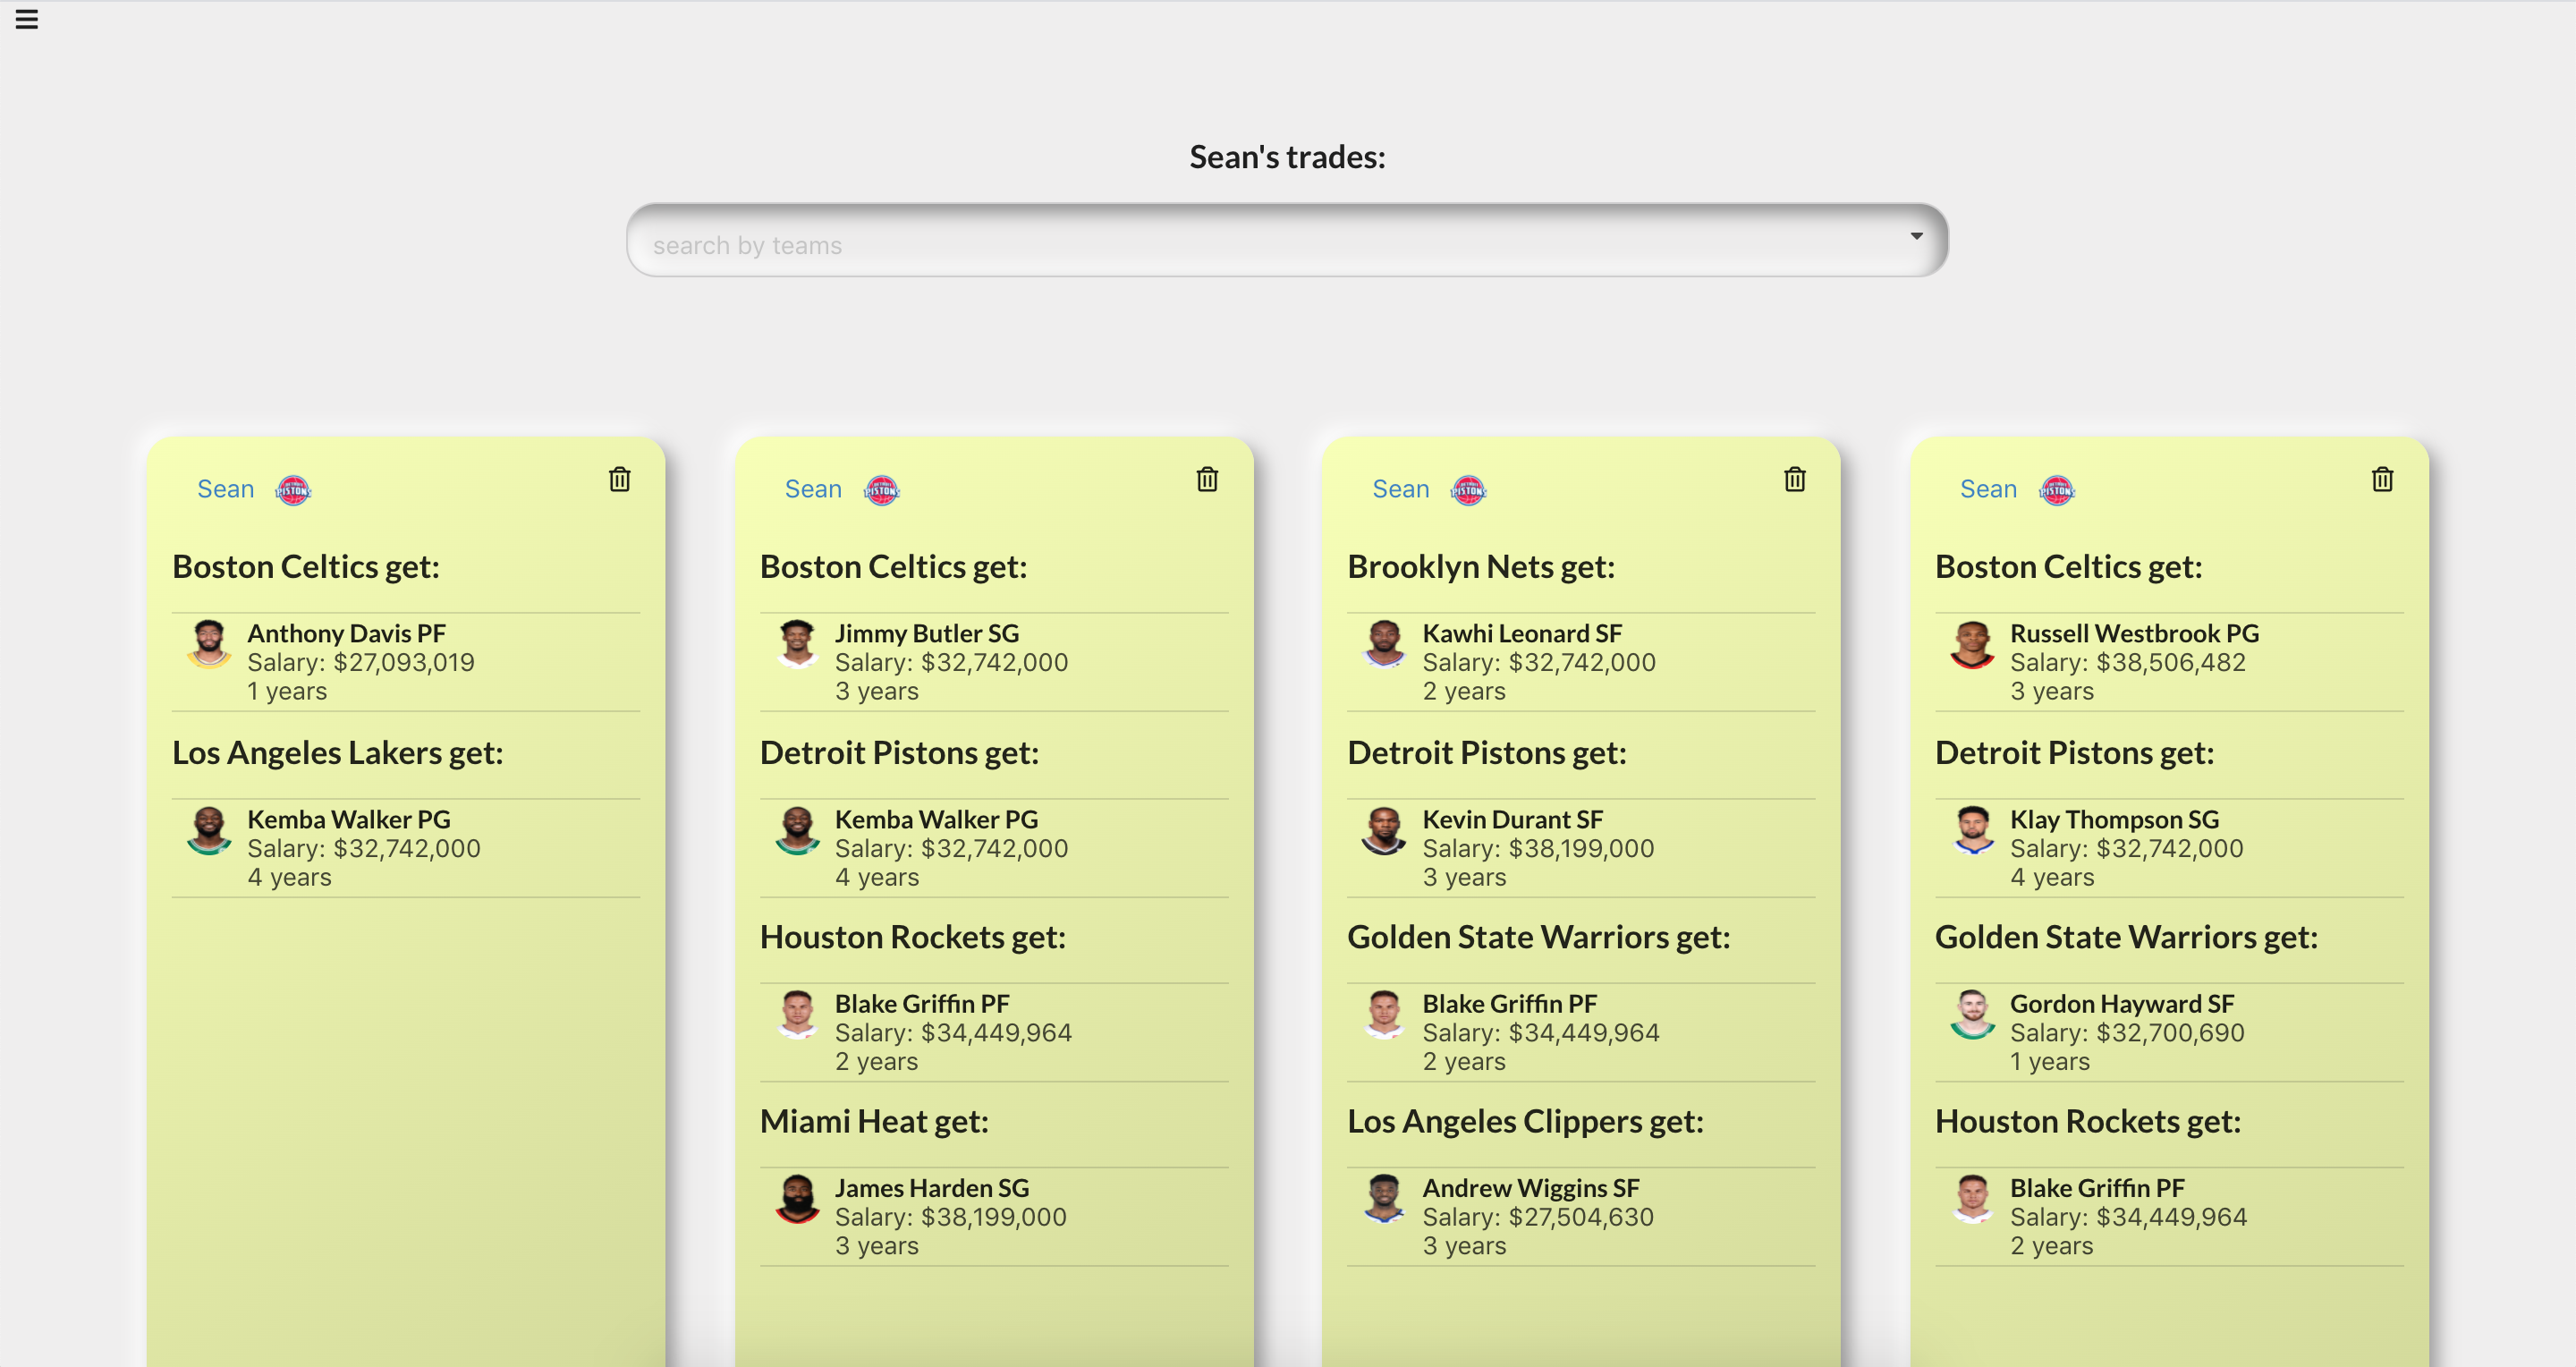 Sean's trades:
search by teams
Sean
Boston Celtics get:
Anthony Davis PF
Salary: $27,093,019
1 years
Los Angeles Lakers get:
Kemba Walker PG
Salary: $32,742,000
4 years
Sean
Boston Celtics get:
Jimmy Butler SG
Salary: $32,742,000
3 years
Detroit Pistons get:
Kemba Walker PG
Salary: $32,742,000
4 years
Houston Rockets get:
Blake Griffin PF
Salary: $34,449,964
2 years
Miami Heat get:
James Harden SG
Salary: $38,199,000
3 years
Sean
Brooklyn Nets get:
Kawhi Leonard SF
Salary: $32,742,000
2 years
Detroit Pistons get:
Kevin Durant SF
Salary: $38,199,000
3 years
Golden State Warriors get:
Blake Griffin PF
Salary: $34,449,964
2 years
Los Angeles Clippers get:
Andrew Wiggins SF
Salary: $27,504,630
3 years
Sean
Boston Celtics get:
Russell Westbrook PG
Salary: $38,506,482
3 years
Detroit Pistons get:
Klay Thompson SG
Salary: $32,742,000
4 years
Golden State Warriors get:
Gordon Hayward SF
Salary: $32,700,690
1 years
Houston Rockets get:
Blake Griffin PF
Salary: $34,449,964
2 years